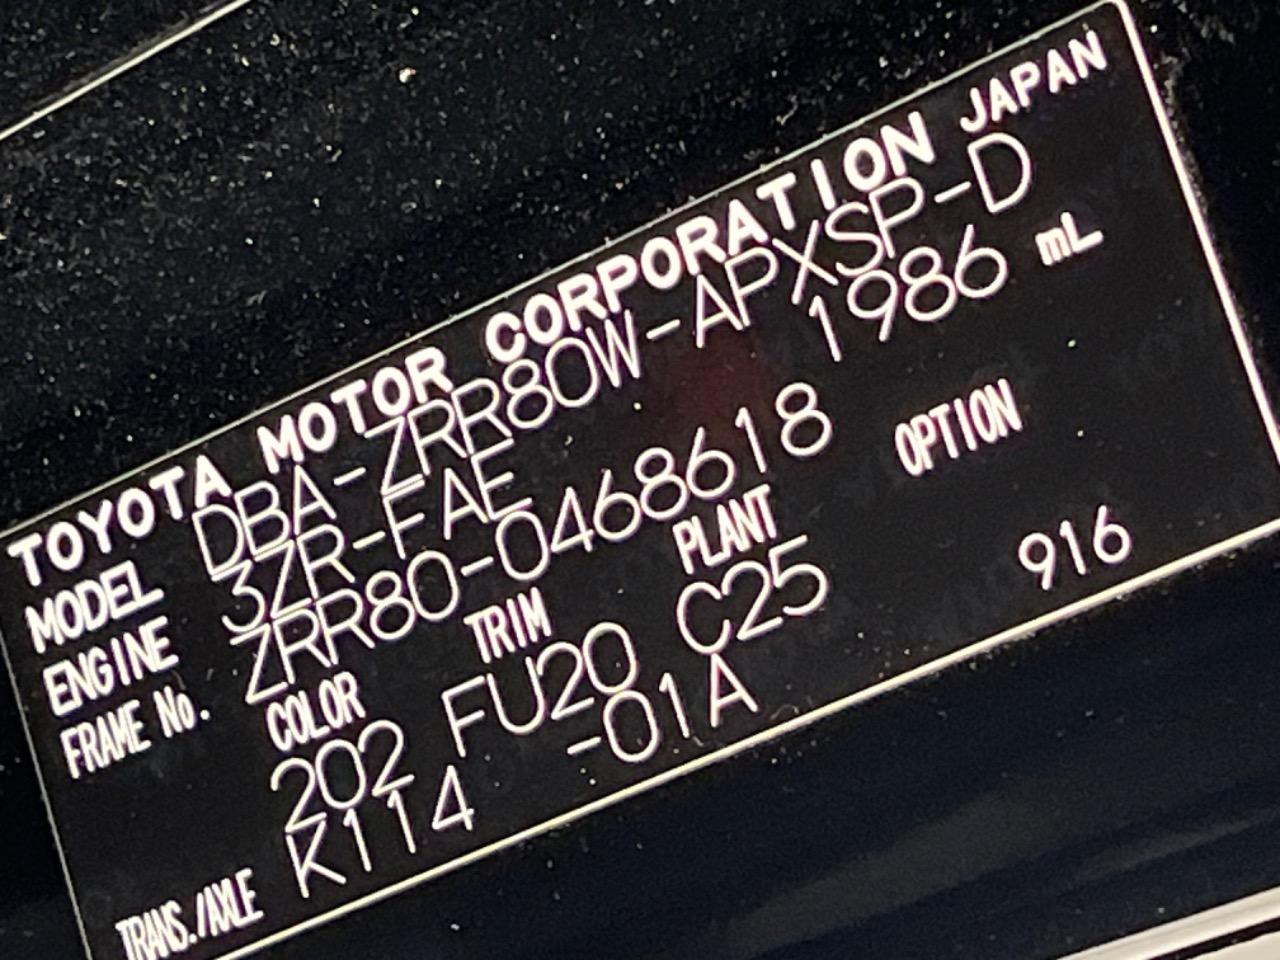 TOYOTA MOTOR CORPORATION JAPAN
MODEL DBA-ZRR80W-APXSP-D
ENGINE 3ZR-FAE 1986 mL
FRAME No. ZRR80-0468618
COLOR TRIM PLANT OPTION
202 FU20 C25 916
TRANS./AXLE K114 -01A